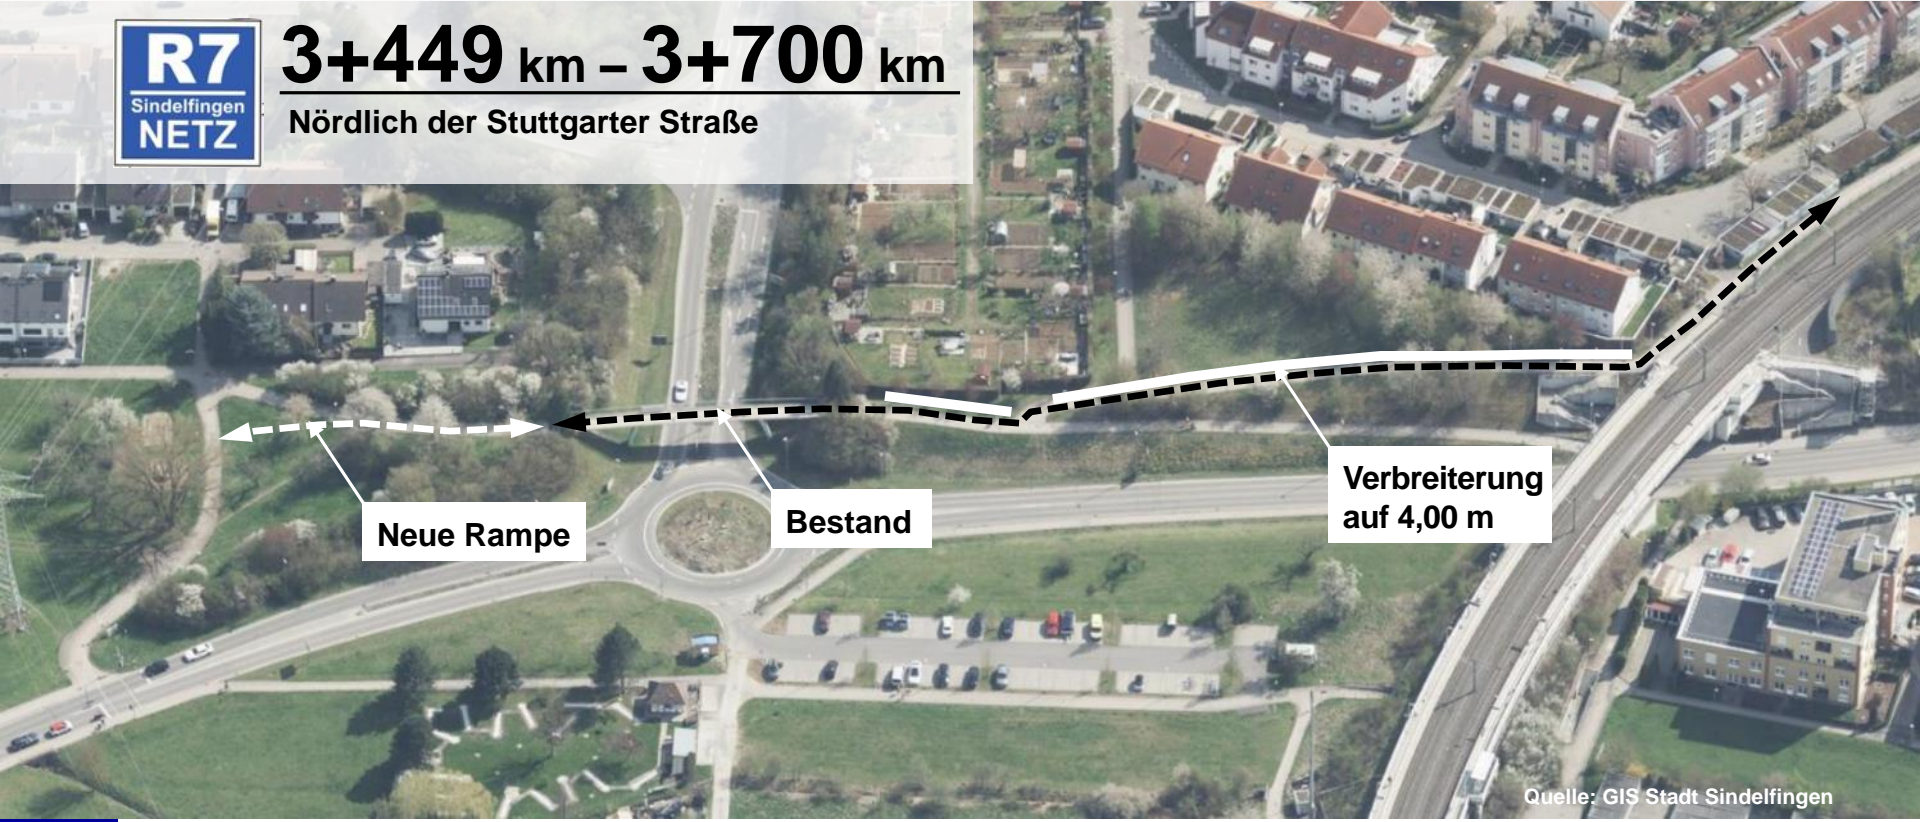 R7
Sindelfingen
NETZ
3+449 km – 3+700 km
Nördlich der Stuttgarter Straße
Neue Rampe
Bestand
Verbreiterung
auf 4,00 m
Quelle: GIS Stadt Sindelfingen